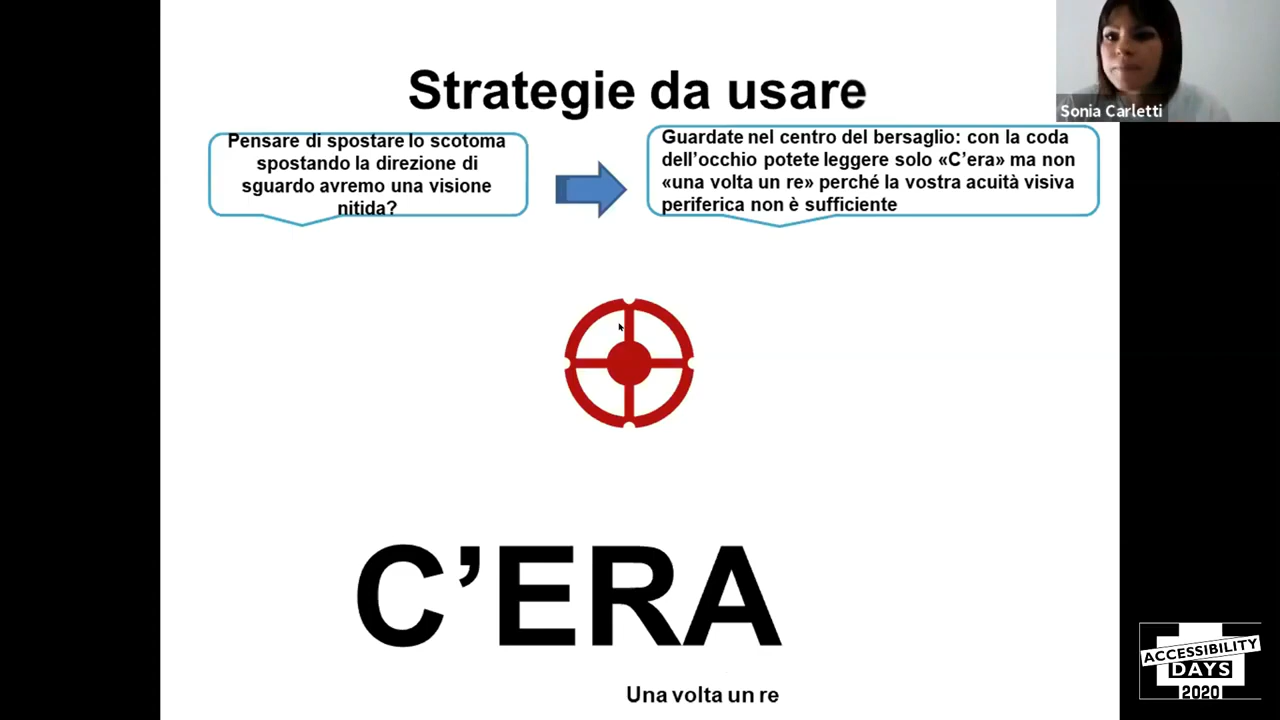 Strategie da usare
Sonia Carletti
Pensare di spostare lo scotoma
spostando la direzione di
sguardo avremo una visione
nitida?
Guardate nel centro del bersaglio: con la coda
dell’occhio potete leggere solo «C’era» ma non
«una volta un re» perché la vostra acuità visiva
periferica non è sufficiente
C’ERA
Una volta un re
ACCESSIBILITY
DAYS
2020